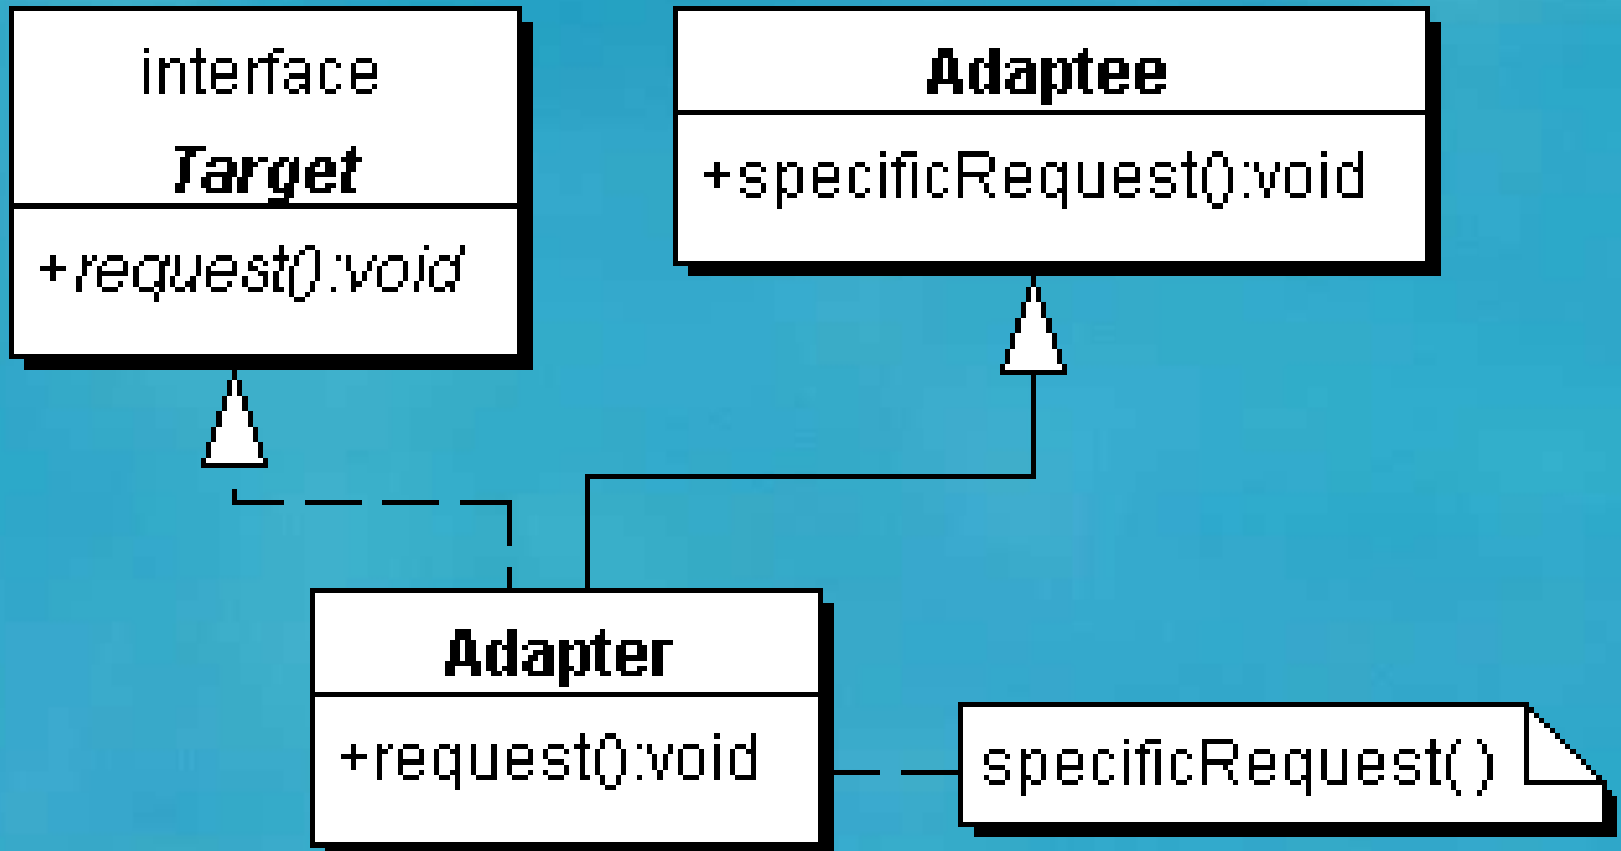 interface
Target
+request():void
Adaptee
+specificRequest():void
Adapter
+request():void
specificRequest( )